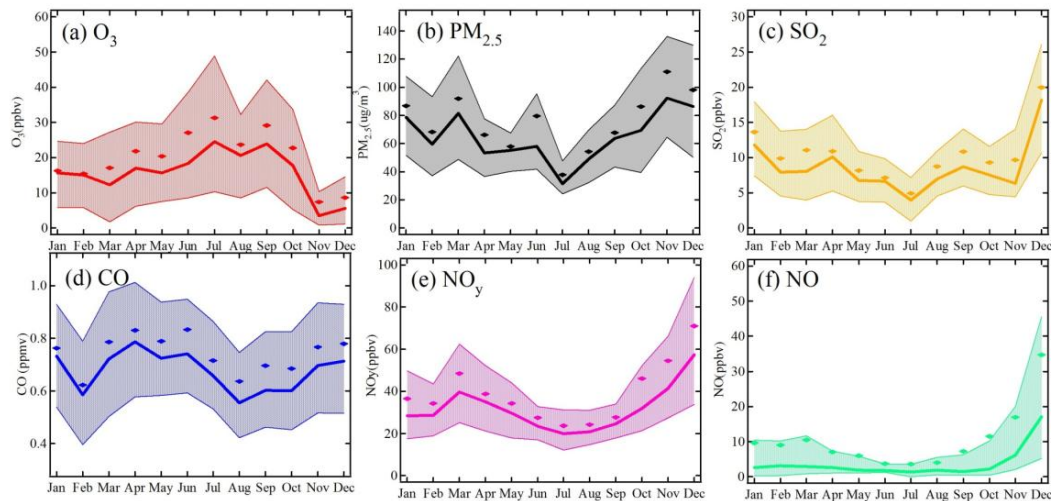 (a) O3
O3(ppbv)
60
50
40
30
20
10
0
Jan Feb Mar Apr May Jun Jul Aug Sep Oct Nov Dec
(b) PM2.5
PM2.5(ug/m3)
140
120
100
80
60
40
20
0
Jan Feb Mar Apr May Jun Jul Aug Sep Oct Nov Dec
(c) SO2
SO2(ppbv)
30
25
20
15
10
5
0
Jan Feb Mar Apr May Jun Jul Aug Sep Oct Nov Dec
(d) CO
CO (ppmv)
1.0
0.8
0.6
0.4
Jan Feb Mar Apr May Jun Jul Aug Sep Oct Nov Dec
(e) NOy
NOy(ppbv)
100
80
60
40
20
0
Jan Feb Mar Apr May Jun Jul Aug Sep Oct Nov Dec
(f) NO
NO(ppbv)
60
50
40
30
20
10
0
Jan Feb Mar Apr May Jun Jul Aug Sep Oct Nov Dec